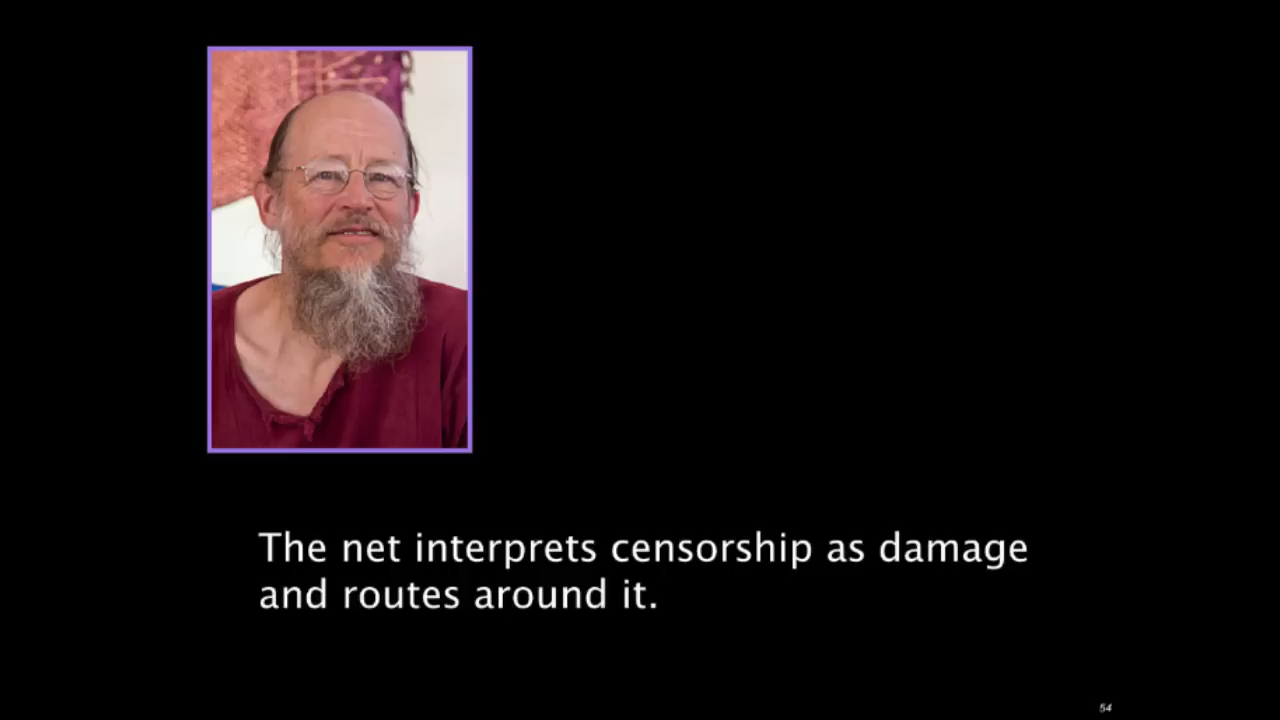 The net interprets censorship as damage
and routes around it.
54